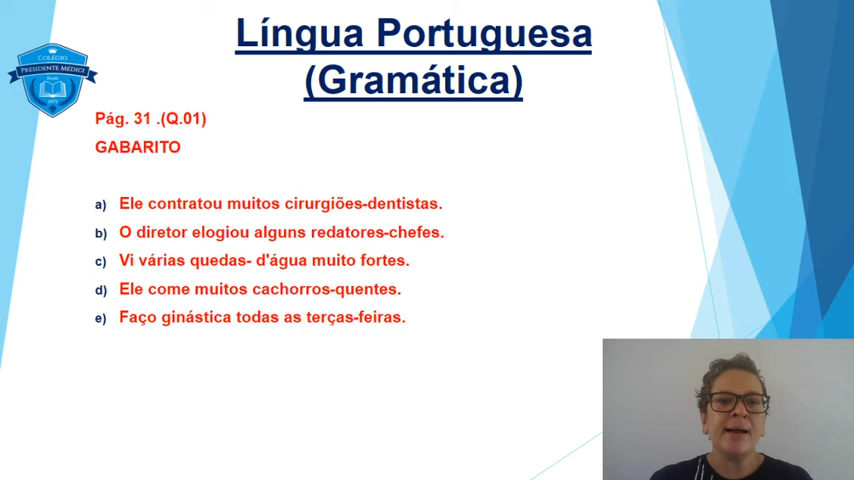 Língua Portuguesa
(Gramática)
COLÉGIO
PRESIDENTE MÉDICI
Pág. 31 .(Q.01)
GABARITO
a) Ele contratou muitos cirurgiões-dentistas.
b) O diretor elogiou alguns redatores-chefes.
c) Vi várias quedas- d'água muito fortes.
d) Ele come muitos cachorros-quentes.
e) Faço ginástica todas as terças-feiras.